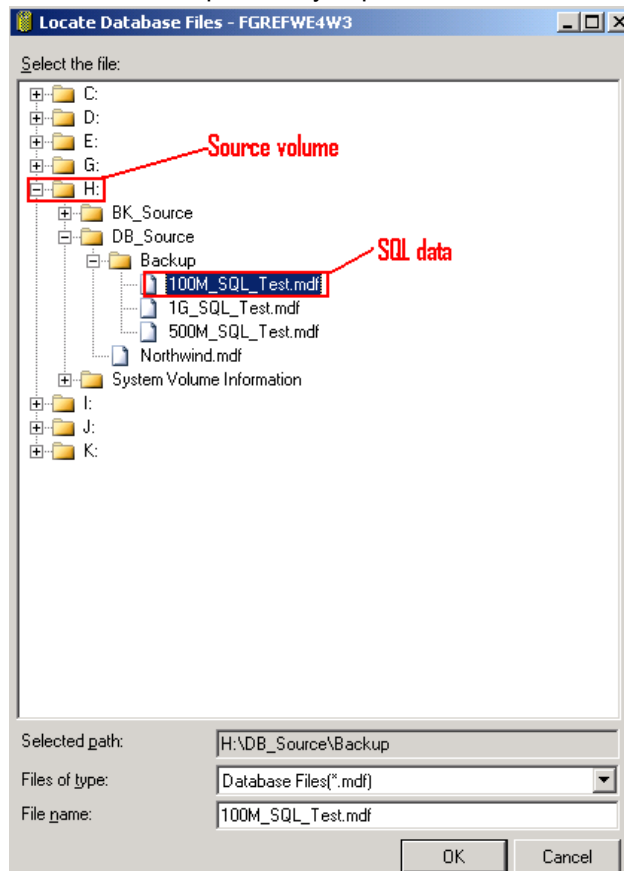 Locate Database Files - FGREFWE4W3
Select the file:
C:
D:
E:
Source volume
G:
H:
BK_Source
DB_Source
SQL data
Backup
100M_SQL_Test.mdf
1G_SQL_Test.mdf
500M_SQL_Test.mdf
Northwind.mdf
System Volume Information
I:
J:
K:
Selected path: H:\DB_Source\Backup
Files of type: Database Files(*.mdf)
File name: 100M_SQL_Test.mdf
OK Cancel